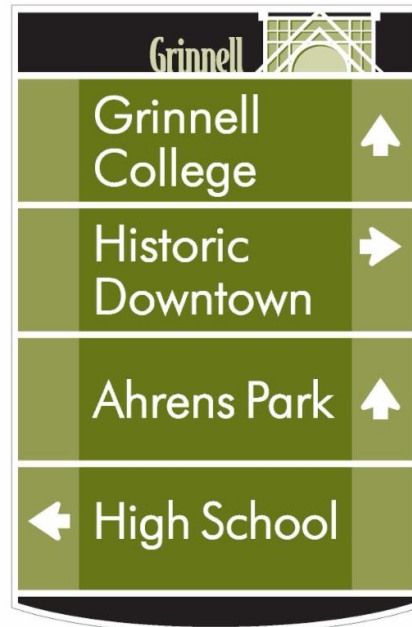 Grinnell
Grinnell
College
Historic
Downtown
Ahrens Park
High School